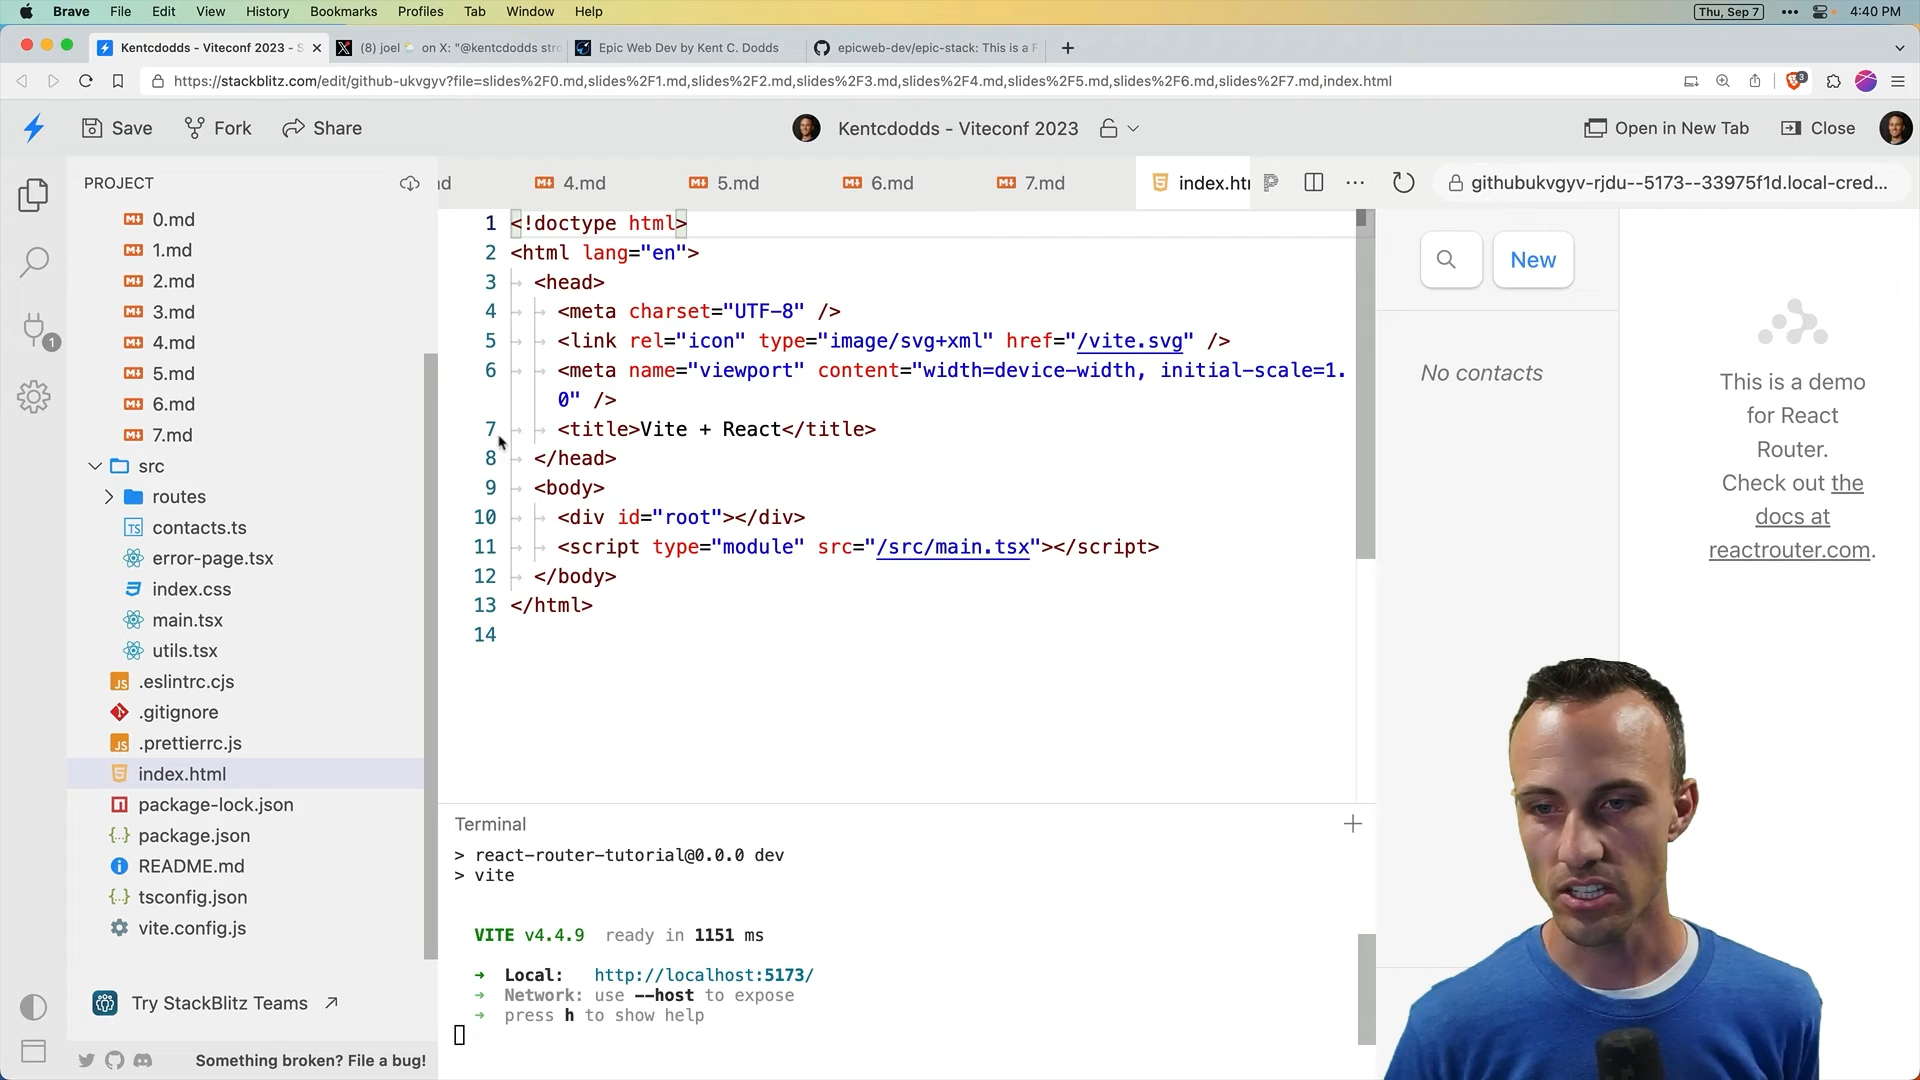 Brave File Edit View History Bookmarks Profiles Tab Window Help
Thu, Sep 7 4:40 PM
Kentcdodds - Viteconf 2023 - S
(8) joel on X: "@kentcdodds stro
Epic Web Dev by Kent C. Dodds
epicweb-dev/epic-stack: This is a F
https://stackblitz.com/edit/github-ukvgyv?file=slides%2F0.md,slides%2F1.md,slides%2F2.md,slides%2F3.md,slides%2F4.md,slides%2F5.md,slides%2F6.md,slides%2F7.md,index.html
3
Save Fork Share
Kentcdodds - Viteconf 2023
Open in New Tab Close
PROJECT
0.md
1.md
2.md
3.md
4.md
5.md
6.md
7.md
src
routes
contacts.ts
error-page.tsx
index.css
main.tsx
utils.tsx
.eslintrc.cjs
.gitignore
.prettierrc.js
index.html
package-lock.json
package.json
README.md
tsconfig.json
vite.config.js
1
Try StackBlitz Teams
Something broken? File a bug!
nd 4.md 5.md 6.md 7.md index.htr
1 <!doctype html>
2 <html lang="en">
3 <head>
4 <meta charset="UTF-8" />
5 <link rel="icon" type="image/svg+xml" href="/vite.svg" />
6 <meta name="viewport" content="width=device-width, initial-scale=1.
0" />
7 <title>Vite + React</title>
8 </head>
9 <body>
10 <div id="root"></div>
11 <script type="module" src="/src/main.tsx"></script>
12 </body>
13 </html>
14
Terminal
> react-router-tutorial@0.0.0 dev
> vite
VITE v4.4.9 ready in 1151 ms
➜ Local: http://localhost:5173/
➜ Network: use --host to expose
➜ press h to show help
githubukvgyv-rjdu--5173--33975f1d.local-cred...
New
No contacts
This is a demo
for React
Router.
Check out the
docs at
reactrouter.com.